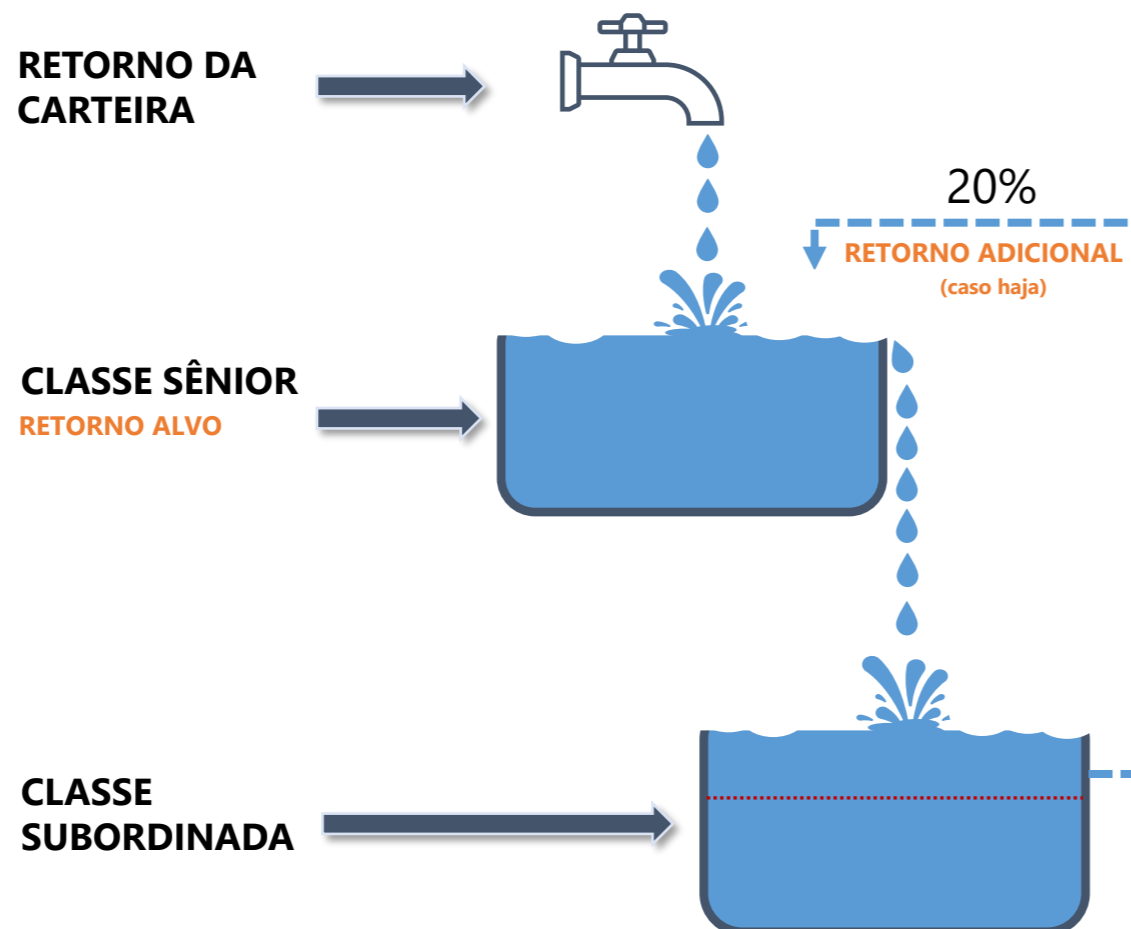 RETORNO DA
CARTEIRA
20%
RETORNO ADICIONAL
(caso haja)
CLASSE SÊNIOR
RETORNO ALVO
CLASSE
SUBORDINADA